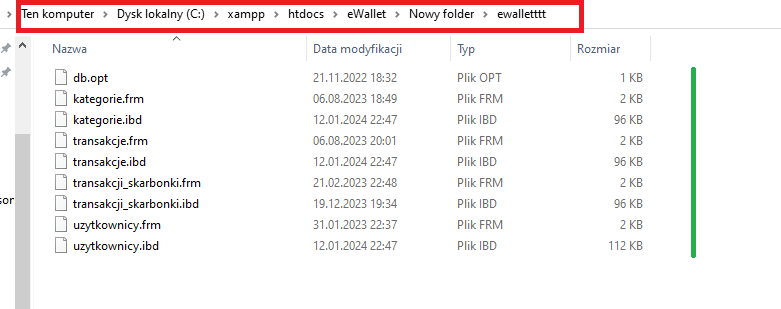 Ten komputer > Dysk lokalny (C:) > xampp > htdocs > eWallet > Nowy folder > ewalletttt
Nazwa Data modyfikacji Typ Rozmiar
db.opt 21.11.2022 18:32 Plik OPT 1 KB
kategorie.frm 06.08.2023 18:49 Plik FRM 2 KB
kategorie.ibd 12.01.2024 22:47 Plik IBD 96 KB
transakcje.frm 06.08.2023 20:01 Plik FRM 2 KB
transakcje.ibd 12.01.2024 22:47 Plik IBD 96 KB
transakcji_skarbonki.frm 21.02.2023 22:48 Plik FRM 2 KB
transakcji_skarbonki.ibd 19.12.2023 19:34 Plik IBD 96 KB
uzytkownicy.frm 31.01.2023 22:37 Plik FRM 2 KB
uzytkownicy.ibd 12.01.2024 22:47 Plik IBD 112 KB